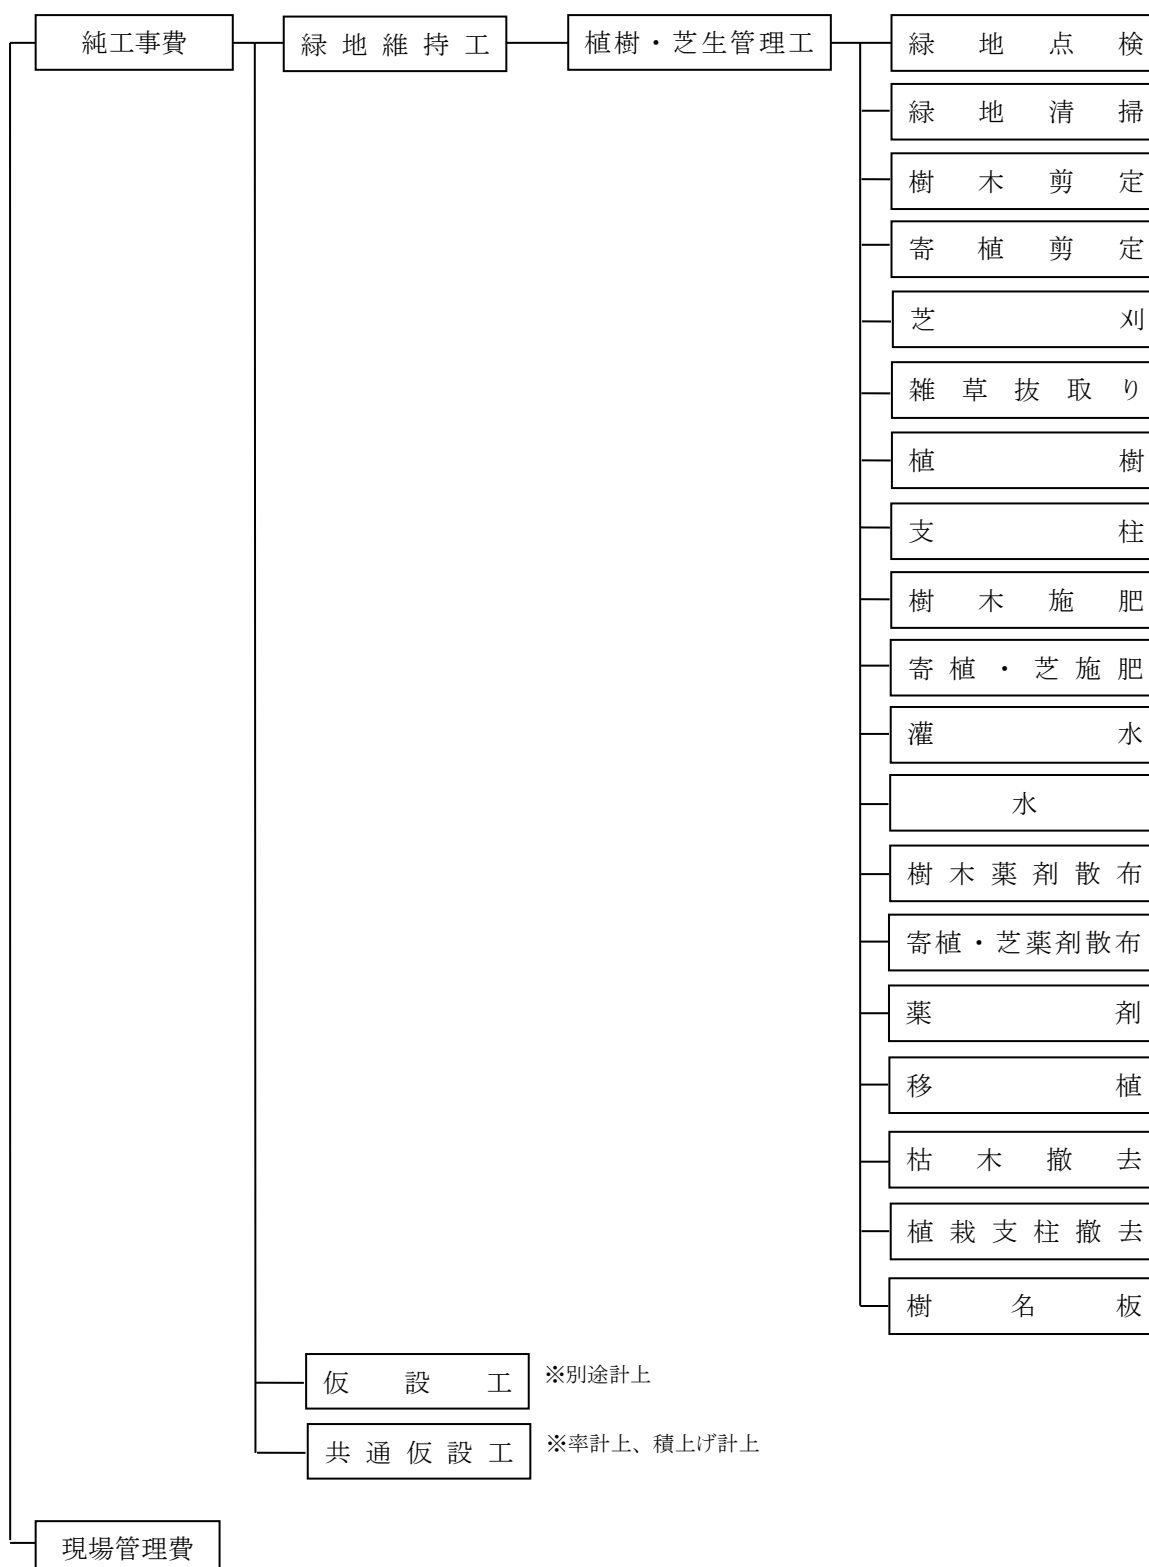 純工事費
緑地維持工
植樹・芝生管理工
緑地点検
緑地清掃
樹木剪定
寄植剪定
芝刈
雑草抜取り
植樹
支柱
樹木施肥
寄植・芝施肥
灌水
水
樹木薬剤散布
寄植・芝薬剤散布
薬剤
移植
枯木撤去
植栽支柱撤去
樹名板
仮設工
※別途計上
共通仮設工
※率計上、積上げ計上
現場管理費